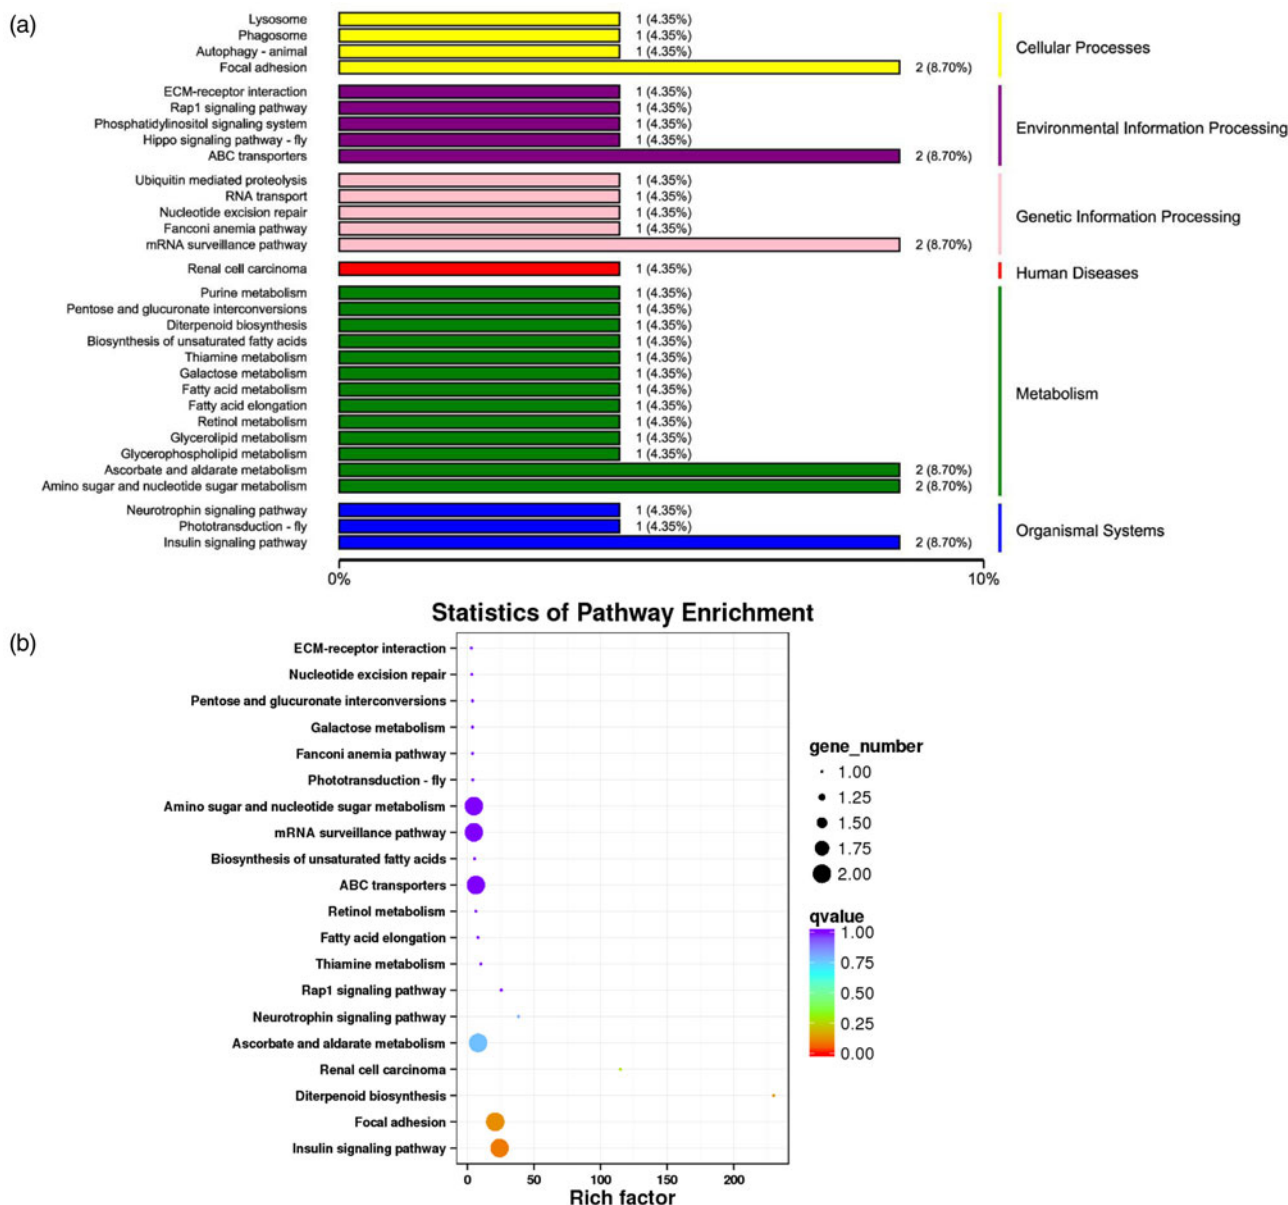 (a)
Lysosome 1 (4.35%)
Phagosome 1 (4.35%)
Autophagy - animal 1 (4.35%)
Focal adhesion 2 (8.70%)
Cellular Processes
ECM-receptor interaction 1 (4.35%)
Rap1 signaling pathway 1 (4.35%)
Phosphatidylinositol signaling system 1 (4.35%)
Hippo signaling pathway - fly 1 (4.35%)
ABC transporters 2 (8.70%)
Environmental Information Processing
Ubiquitin mediated proteolysis 1 (4.35%)
RNA transport 1 (4.35%)
Nucleotide excision repair 1 (4.35%)
Fanconi anemia pathway 1 (4.35%)
mRNA surveillance pathway 2 (8.70%)
Genetic Information Processing
Renal cell carcinoma 1 (4.35%)
Human Diseases
Purine metabolism 1 (4.35%)
Pentose and glucuronate interconversions 1 (4.35%)
Diterpenoid biosynthesis 1 (4.35%)
Biosynthesis of unsaturated fatty acids 1 (4.35%)
Thiamine metabolism 1 (4.35%)
Galactose metabolism 1 (4.35%)
Fatty acid metabolism 1 (4.35%)
Fatty acid elongation 1 (4.35%)
Retinol metabolism 1 (4.35%)
Glycerolipid metabolism 1 (4.35%)
Glycerophospholipid metabolism 1 (4.35%)
Ascorbate and aldarate metabolism 2 (8.70%)
Amino sugar and nucleotide sugar metabolism 2 (8.70%)
Metabolism
Neurotrophin signaling pathway 1 (4.35%)
Phototransduction - fly 1 (4.35%)
Insulin signaling pathway 2 (8.70%)
Organismal Systems
0% 10%
Statistics of Pathway Enrichment
(b)
ECM-receptor interaction
Nucleotide excision repair
Pentose and glucuronate interconversions
Galactose metabolism
Fanconi anemia pathway
Phototransduction - fly
Amino sugar and nucleotide sugar metabolism
mRNA surveillance pathway
Biosynthesis of unsaturated fatty acids
ABC transporters
Retinol metabolism
Fatty acid elongation
Thiamine metabolism
Rap1 signaling pathway
Neurotrophin signaling pathway
Ascorbate and aldarate metabolism
Renal cell carcinoma
Diterpenoid biosynthesis
Focal adhesion
Insulin signaling pathway
0 50 100 150 200
Rich factor
gene_number
1.00
1.25
1.50
1.75
2.00
qvalue
1.00
0.75
0.50
0.25
0.00